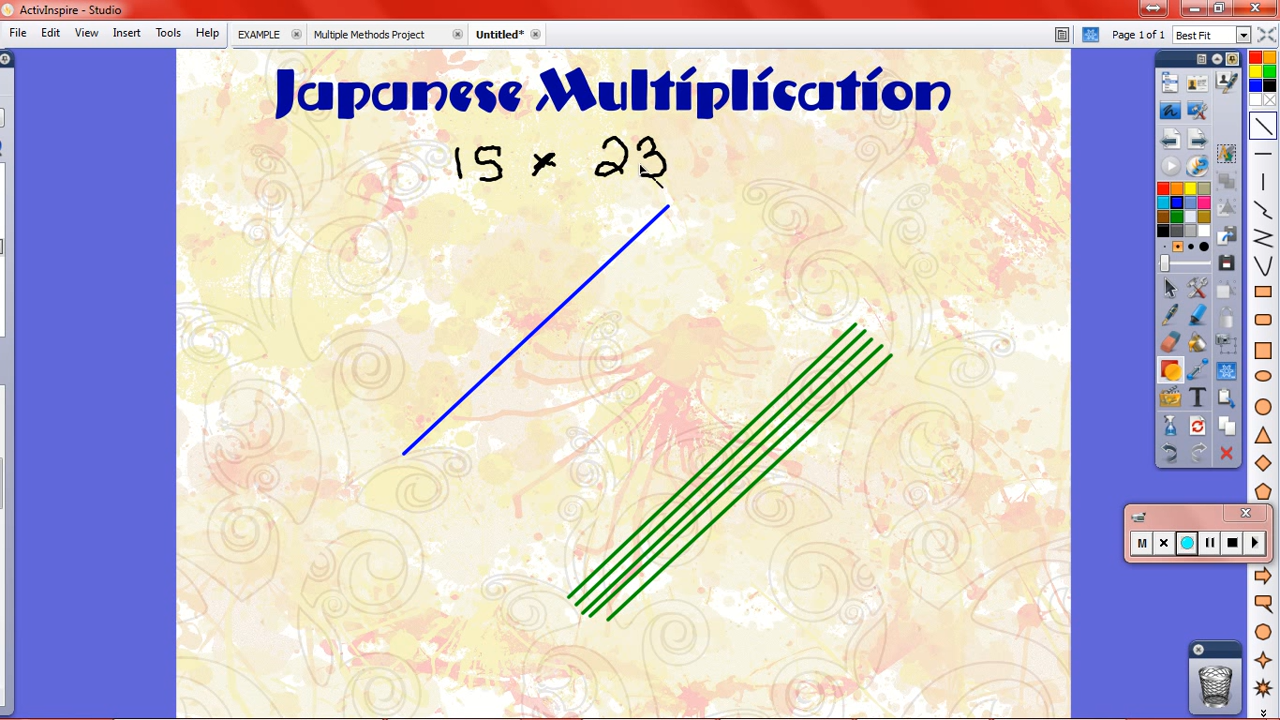 ActivInspire - Studio
File Edit View Insert Tools Help
EXAMPLE Multiple Methods Project Untitled*
Page 1 of 1 Best Fit
Japanese Multiplication
15 × 23
M
T